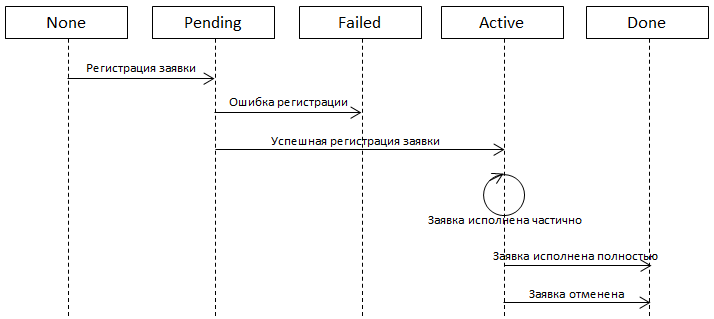 None
Pending
Failed
Active
Done
Регистрация заявки
Ошибка регистрации
Успешная регистрация заявки
Заявка исполнена частично
Заявка исполнена полностью
Заявка отменена